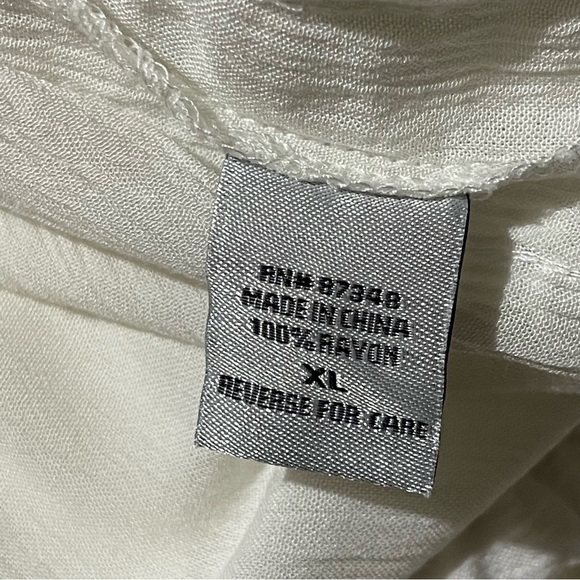 RN# 87348
MADE IN CHINA
100% RAYON
XL
REVERSE FOR CARE